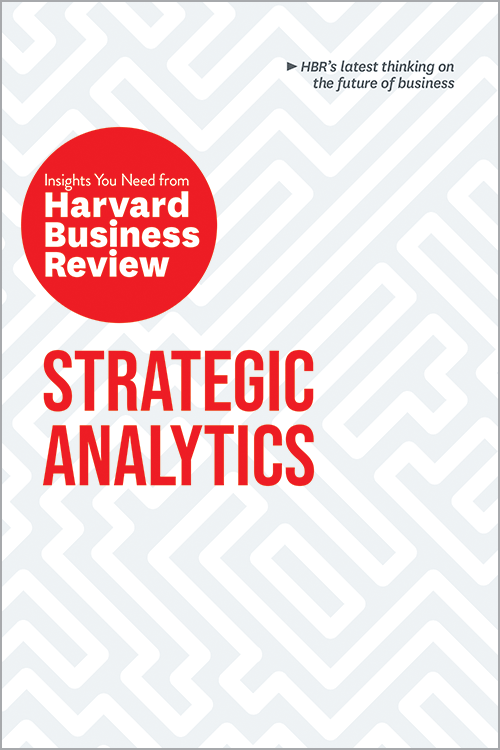 ► HBR's latest thinking on
the future of business
Insights You Need from
Harvard
Business
Review
STRATEGIC
ANALYTICS